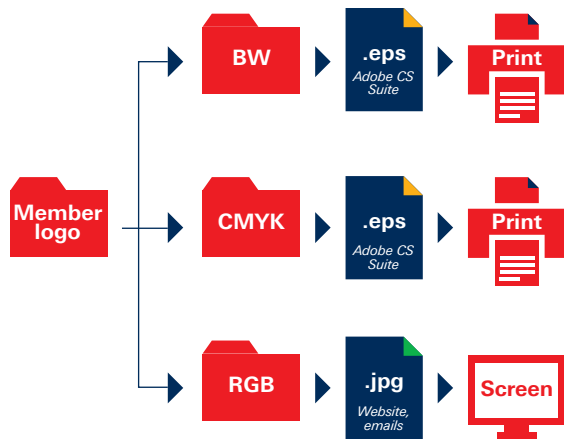 BW
.eps
Adobe CS
Suite
Print
Member
logo
CMYK
.eps
Adobe CS
Suite
Print
RGB
.jpg
Website,
emails
Screen